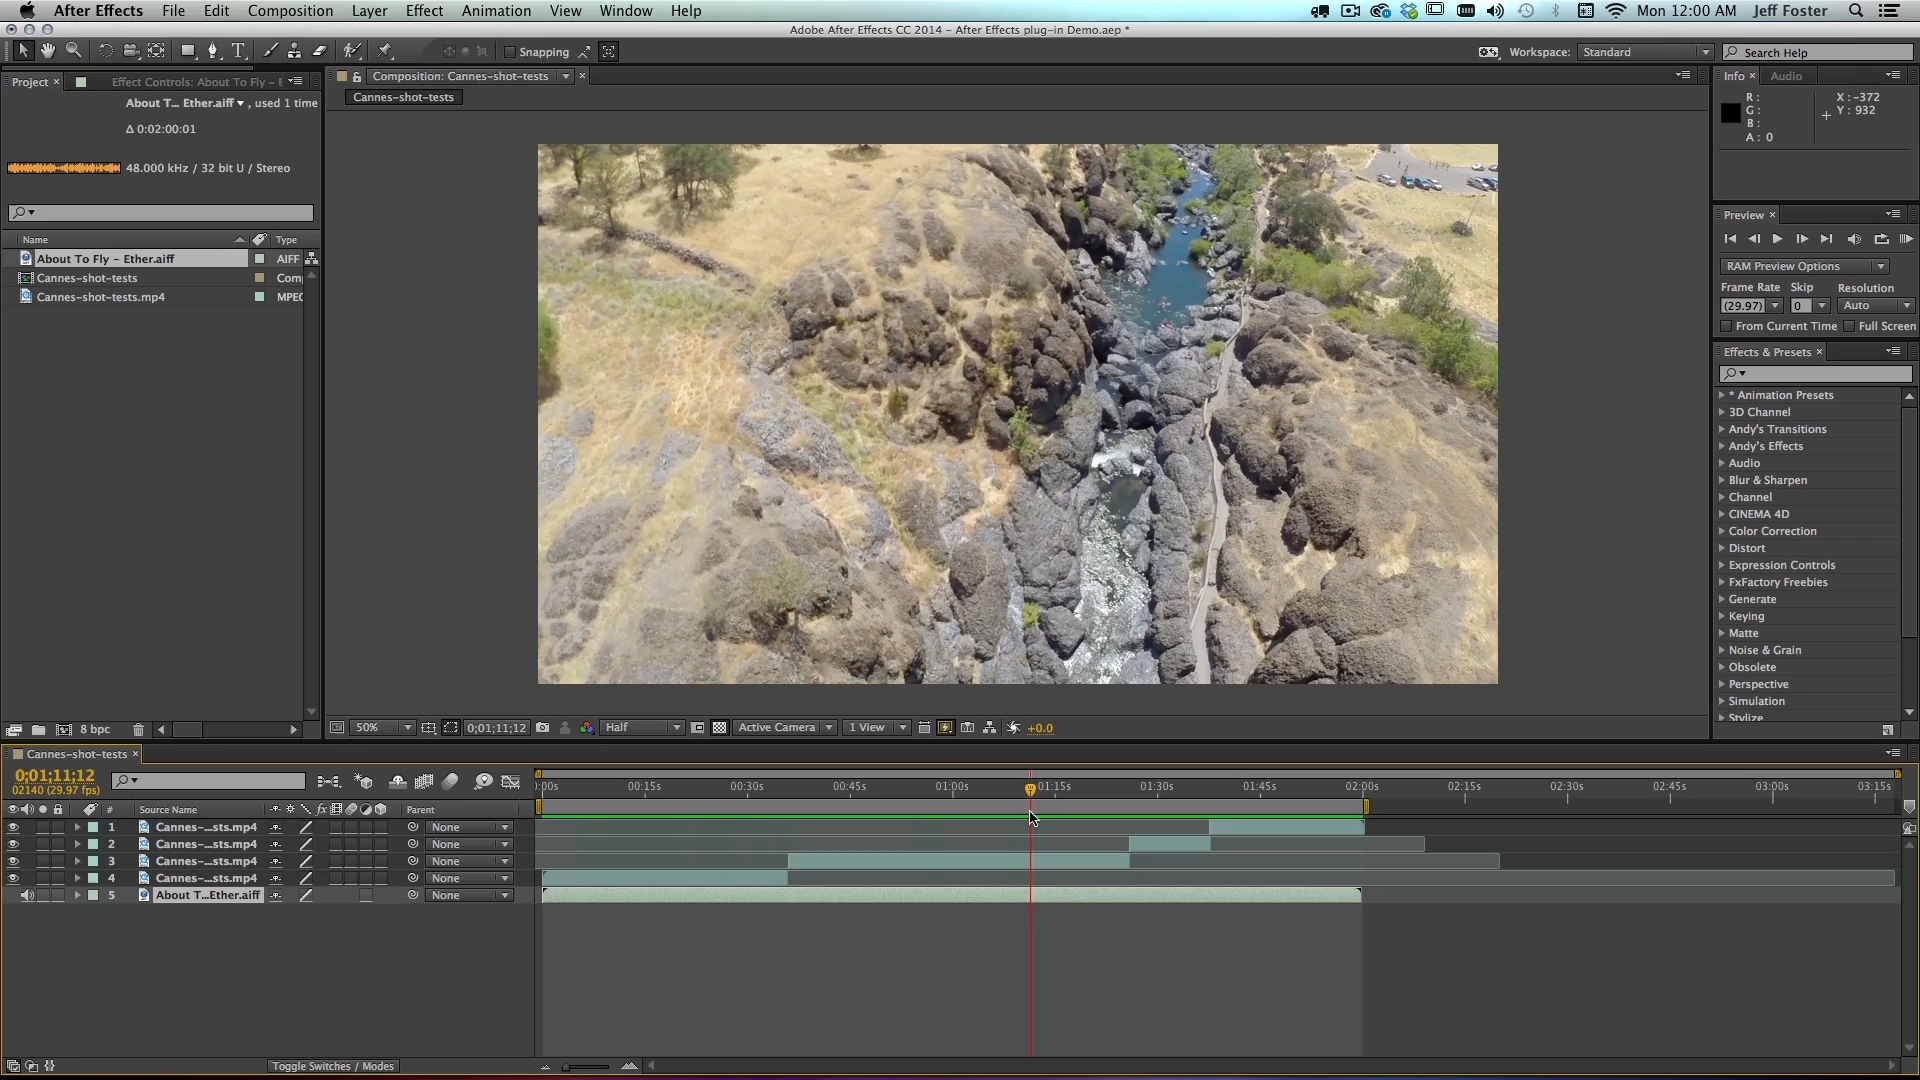 After Effects File Edit Composition Layer Effect Animation View Window Help Mon 12:00 AM Jeff Foster
Adobe After Effects CC 2014 - After Effects plug-in Demo.aep *
T Snapping Workspace: Standard Search Help
Project Effect Controls: About To Fly – E
About T... Ether.aiff ▾ , used 1 time
Δ 0:02:00:01
48.000 kHz / 32 bit U / Stereo
Name Type
About To Fly – Ether.aiff AIFF
Cannes-shot-tests Com
Cannes-shot-tests.mp4 MPEG
8 bpc
Composition: Cannes-shot-tests
Cannes-shot-tests
50% 0;01;11;12 Half Active Camera 1 View +0.0
Info Audio
R : X : -372
G : Y : 932
B :
A : 0
Preview
RAM Preview Options
Frame Rate Skip Resolution
(29.97) 0 Auto
From Current Time Full Screen
Effects & Presets
* Animation Presets
3D Channel
Andy's Transitions
Andy's Effects
Audio
Blur & Sharpen
Channel
CINEMA 4D
Color Correction
Distort
Expression Controls
FxFactory Freebies
Generate
Keying
Matte
Noise & Grain
Obsolete
Perspective
Simulation
Stylize
Cannes-shot-tests
0;01;11;12
02140 (29.97 fps)
:00s 00:15s 00:30s 00:45s 01:00s 01:15s 01:30s 01:45s 02:00s 02:15s 02:30s 02:45s 03:00s 03:15s
# Source Name fx Parent
1 Cannes-...sts.mp4 None
2 Cannes-...sts.mp4 None
3 Cannes-...sts.mp4 None
4 Cannes-...sts.mp4 None
5 About T...Ether.aiff None
Toggle Switches / Modes